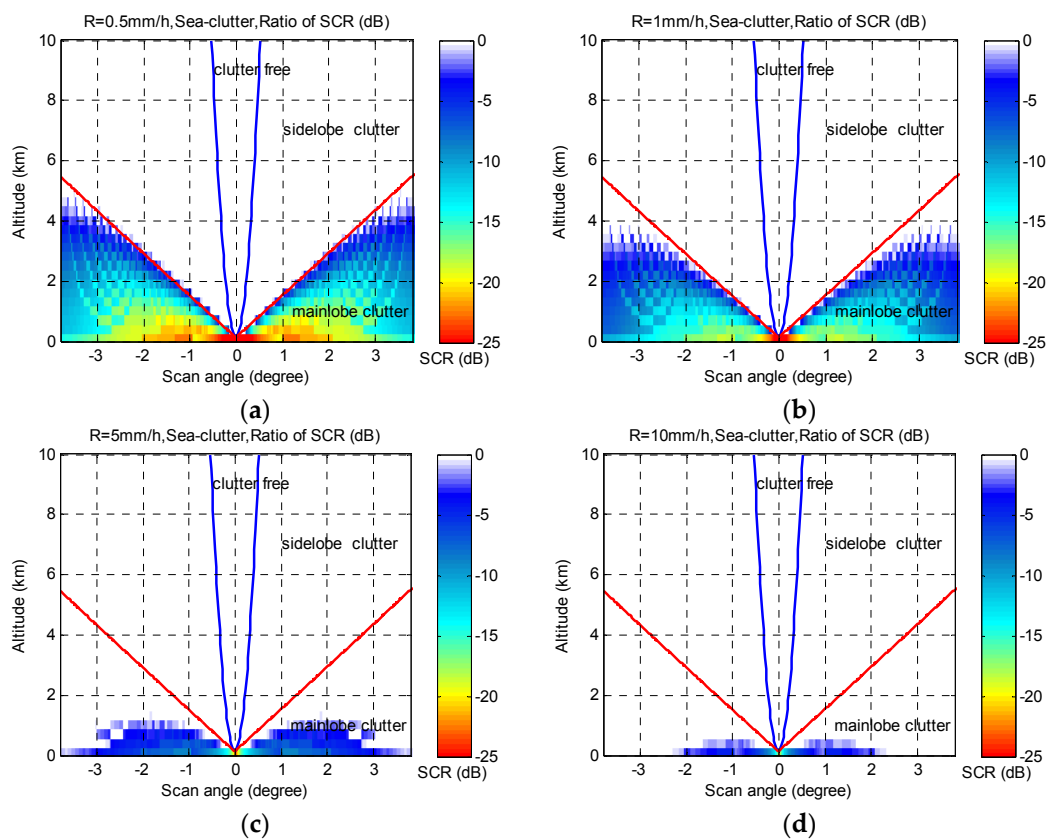 R=0.5mm/h,Sea-clutter,Ratio of SCR (dB)
10
8
6
4
2
0
Altitude (km)
clutter free
sidelobe clutter
mainlobe clutter
-3 -2 -1 0 1 2 3
Scan angle (degree)
0
-5
-10
-15
-20
-25
SCR (dB)
(a)
R=1mm/h,Sea-clutter,Ratio of SCR (dB)
10
8
6
4
2
0
Altitude (km)
clutter free
sidelobe clutter
mainlobe clutter
-3 -2 -1 0 1 2 3
Scan angle (degree)
0
-5
-10
-15
-20
-25
SCR (dB)
(b)
R=5mm/h,Sea-clutter,Ratio of SCR (dB)
10
8
6
4
2
0
Altitude (km)
clutter free
sidelobe clutter
mainlobe clutter
-3 -2 -1 0 1 2 3
Scan angle (degree)
0
-5
-10
-15
-20
-25
SCR (dB)
(c)
R=10mm/h,Sea-clutter,Ratio of SCR (dB)
10
8
6
4
2
0
Altitude (km)
clutter free
sidelobe clutter
mainlobe clutter
-3 -2 -1 0 1 2 3
Scan angle (degree)
0
-5
-10
-15
-20
-25
SCR (dB)
(d)